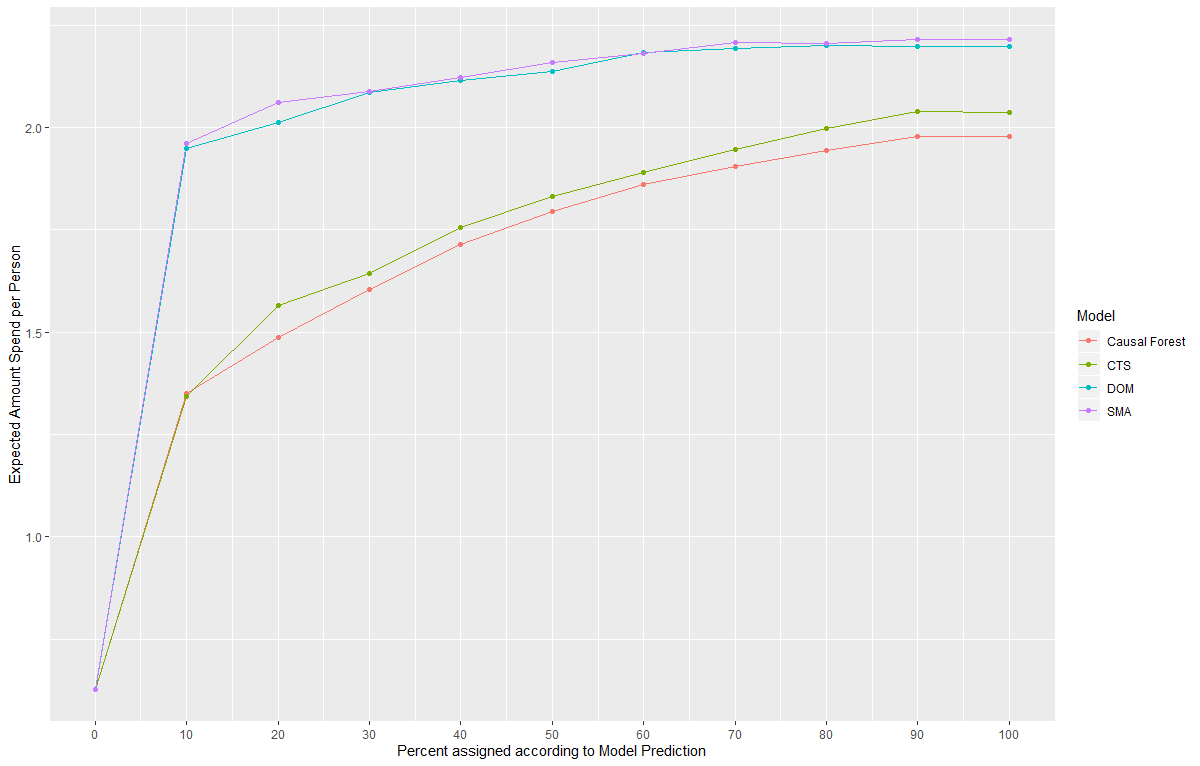 Expected Amount Spend per Person
2.0
1.5
1.0
0 10 20 30 40 50 60 70 80 90 100
Percent assigned according to Model Prediction
Model
Causal Forest
CTS
DOM
SMA